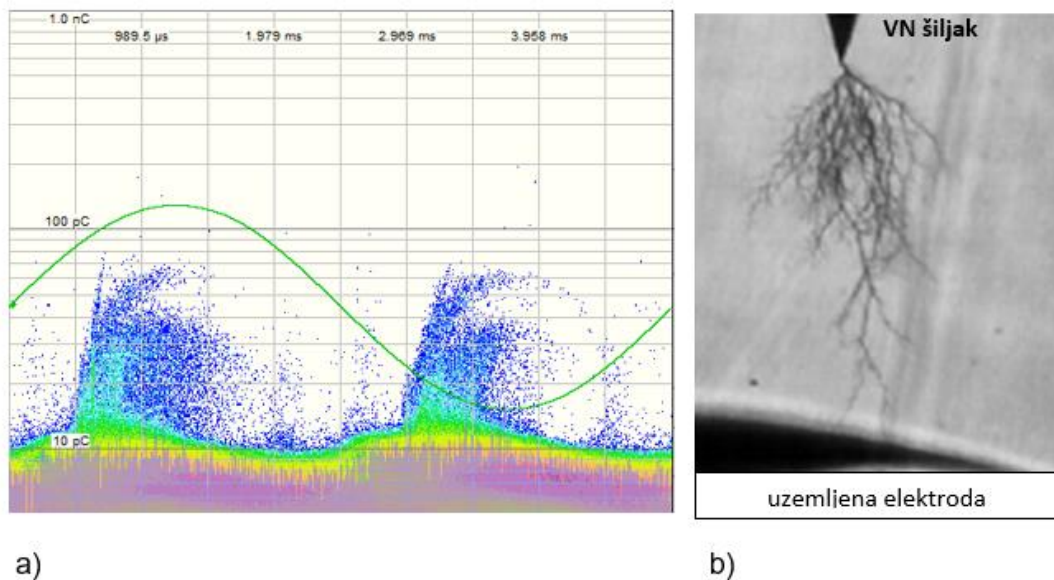 1.0 nC
989.5 µs 1.979 ms 2.969 ms 3.958 ms
100 pC
10 pC
VN šiljak
uzemljena elektroda
a)
b)